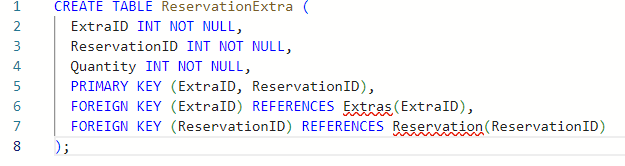 1 CREATE TABLE ReservationExtra (
2 ExtraID INT NOT NULL,
3 ReservationID INT NOT NULL,
4 Quantity INT NOT NULL,
5 PRIMARY KEY (ExtraID, ReservationID),
6 FOREIGN KEY (ExtraID) REFERENCES Extras(ExtraID),
7 FOREIGN KEY (ReservationID) REFERENCES Reservation(ReservationID)
8 );